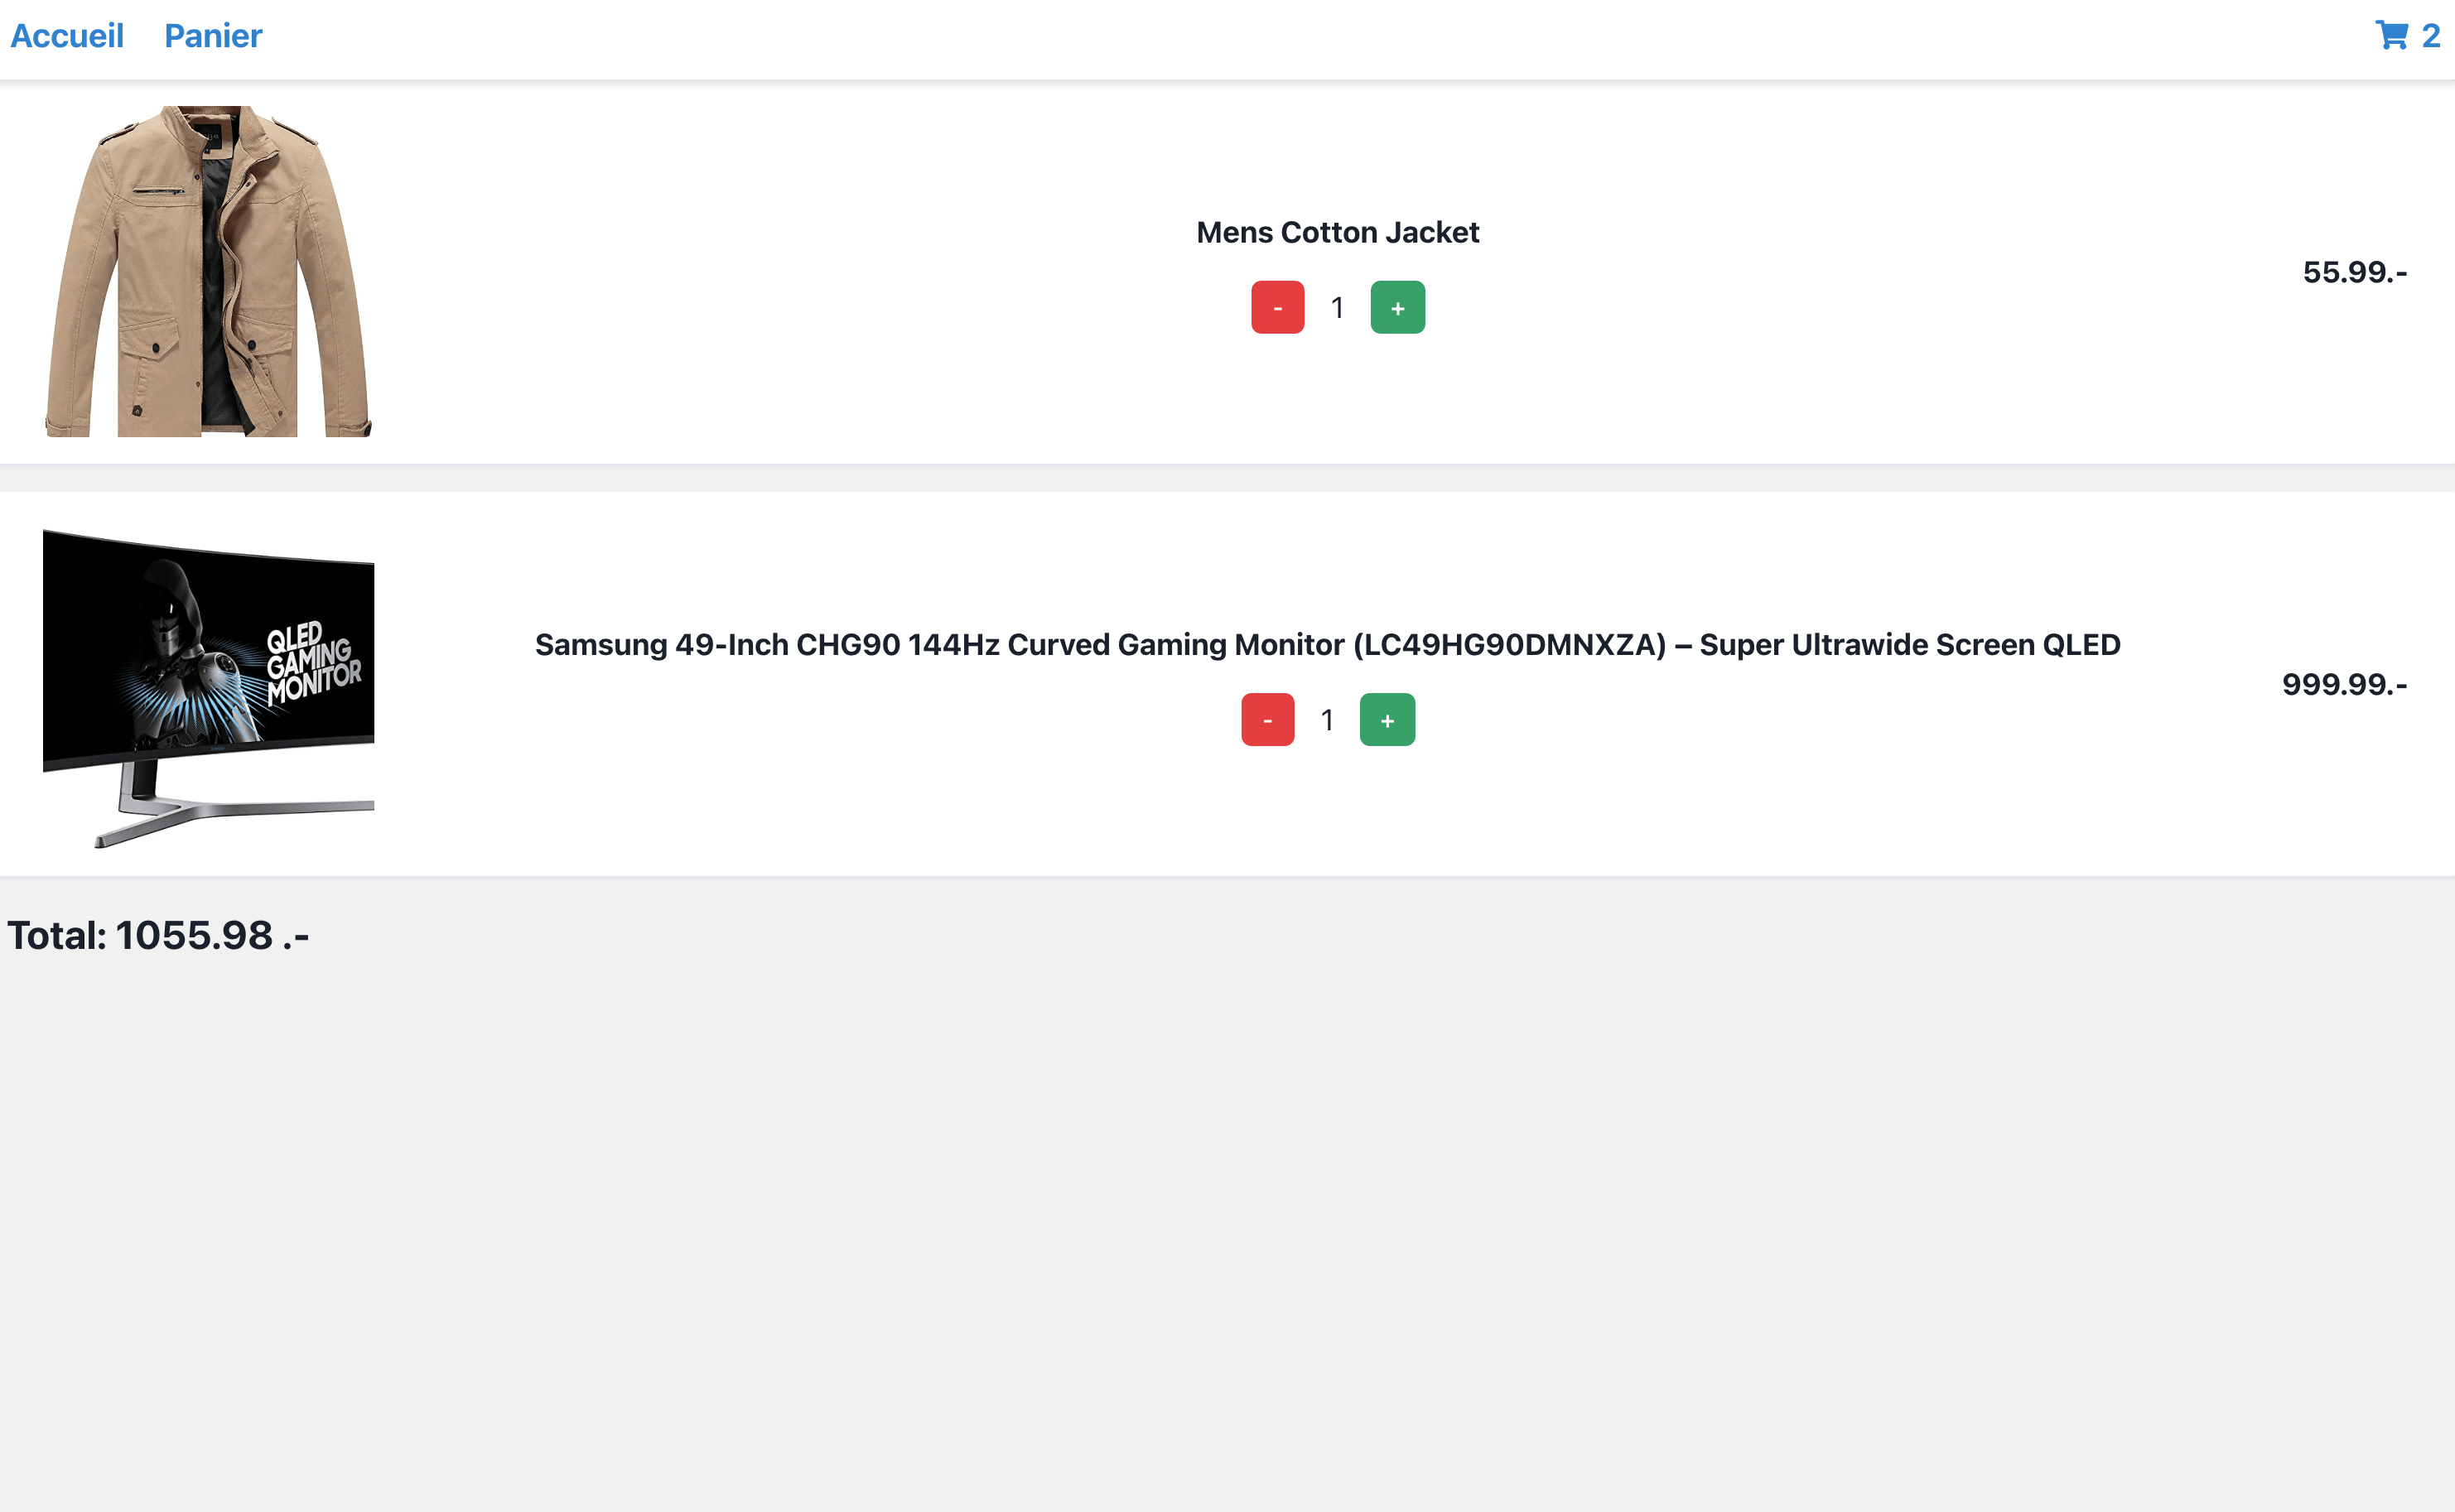 Accueil Panier 2
Mens Cotton Jacket
- 1 +
55.99.-
QLED
GAMING
MONITOR
Samsung 49-Inch CHG90 144Hz Curved Gaming Monitor (LC49HG90DMNXZA) – Super Ultrawide Screen QLED
- 1 +
999.99.-
Total: 1055.98 .-